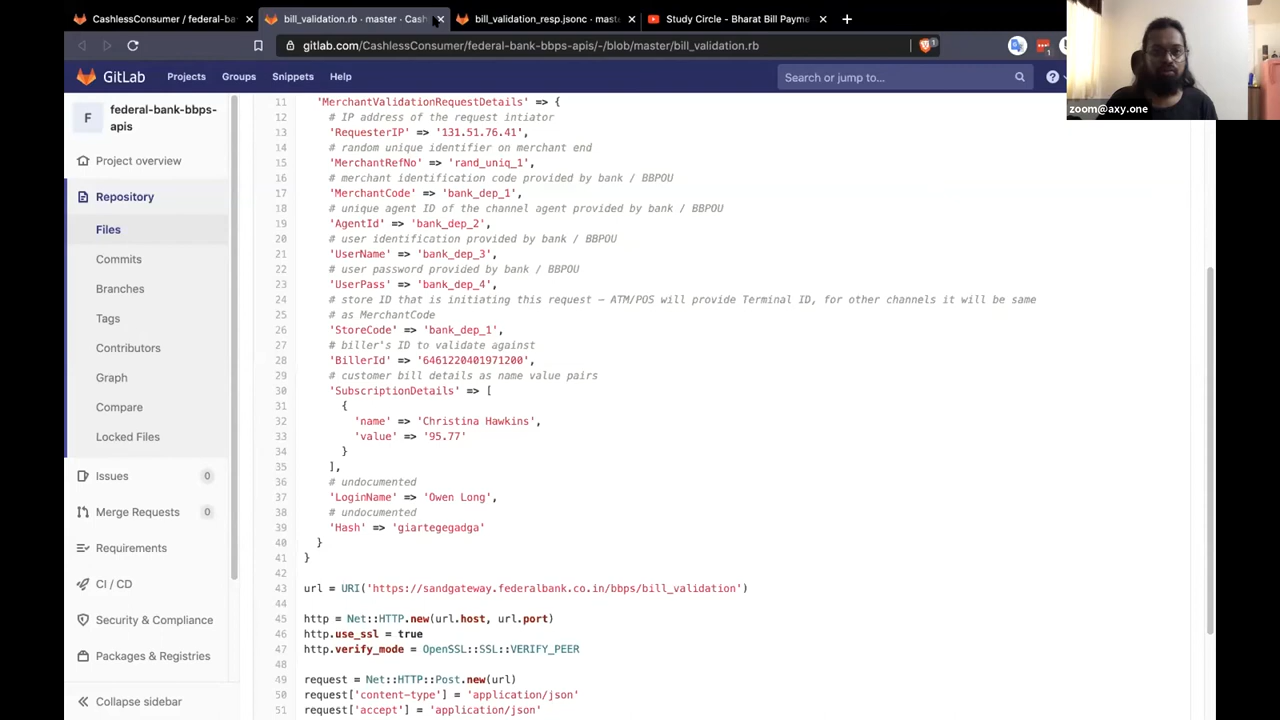 CashlessConsumer / federal-ba
bill_validation.rb · master · Cash
bill_validation_resp.jsonc · mast
Study Circle - Bharat Bill Payme
gitlab.com/CashlessConsumer/federal-bank-bbps-apis/-/blob/master/bill_validation.rb
1
zoom@axy.one
GitLab
Projects
Groups
Snippets
Help
Search or jump to...
F
federal-bank-bbps-
apis
Project overview
Repository
Files
Commits
Branches
Tags
Contributors
Graph
Compare
Locked Files
Issues 0
Merge Requests 0
Requirements
CI / CD
Security & Compliance
Packages & Registries
Collapse sidebar
11 'MerchantValidationRequestDetails' => {
12 # IP address of the request intiator
13 'RequesterIP' => '131.51.76.41',
14 # random unique identifier on merchant end
15 'MerchantRefNo' => 'rand_uniq_1',
16 # merchant identification code provided by bank / BBPOU
17 'MerchantCode' => 'bank_dep_1',
18 # unique agent ID of the channel agent provided by bank / BBPOU
19 'AgentId' => 'bank_dep_2',
20 # user identification provided by bank / BBPOU
21 'UserName' => 'bank_dep_3',
22 # user password provided by bank / BBPOU
23 'UserPass' => 'bank_dep_4',
24 # store ID that is initiating this request – ATM/POS will provide Terminal ID, for other channels it will be same
25 # as MerchantCode
26 'StoreCode' => 'bank_dep_1',
27 # biller's ID to validate against
28 'BillerId' => '6461220401971200',
29 # customer bill details as name value pairs
30 'SubscriptionDetails' => [
31 {
32 'name' => 'Christina Hawkins',
33 'value' => '95.77'
34 }
35 ],
36 # undocumented
37 'LoginName' => 'Owen Long',
38 # undocumented
39 'Hash' => 'giartegegadga'
40 }
41 }
42
43 url = URI('https://sandgateway.federalbank.co.in/bbps/bill_validation')
44
45 http = Net::HTTP.new(url.host, url.port)
46 http.use_ssl = true
47 http.verify_mode = OpenSSL::SSL::VERIFY_PEER
48
49 request = Net::HTTP::Post.new(url)
50 request['content-type'] = 'application/json'
51 request['accept'] = 'application/json'